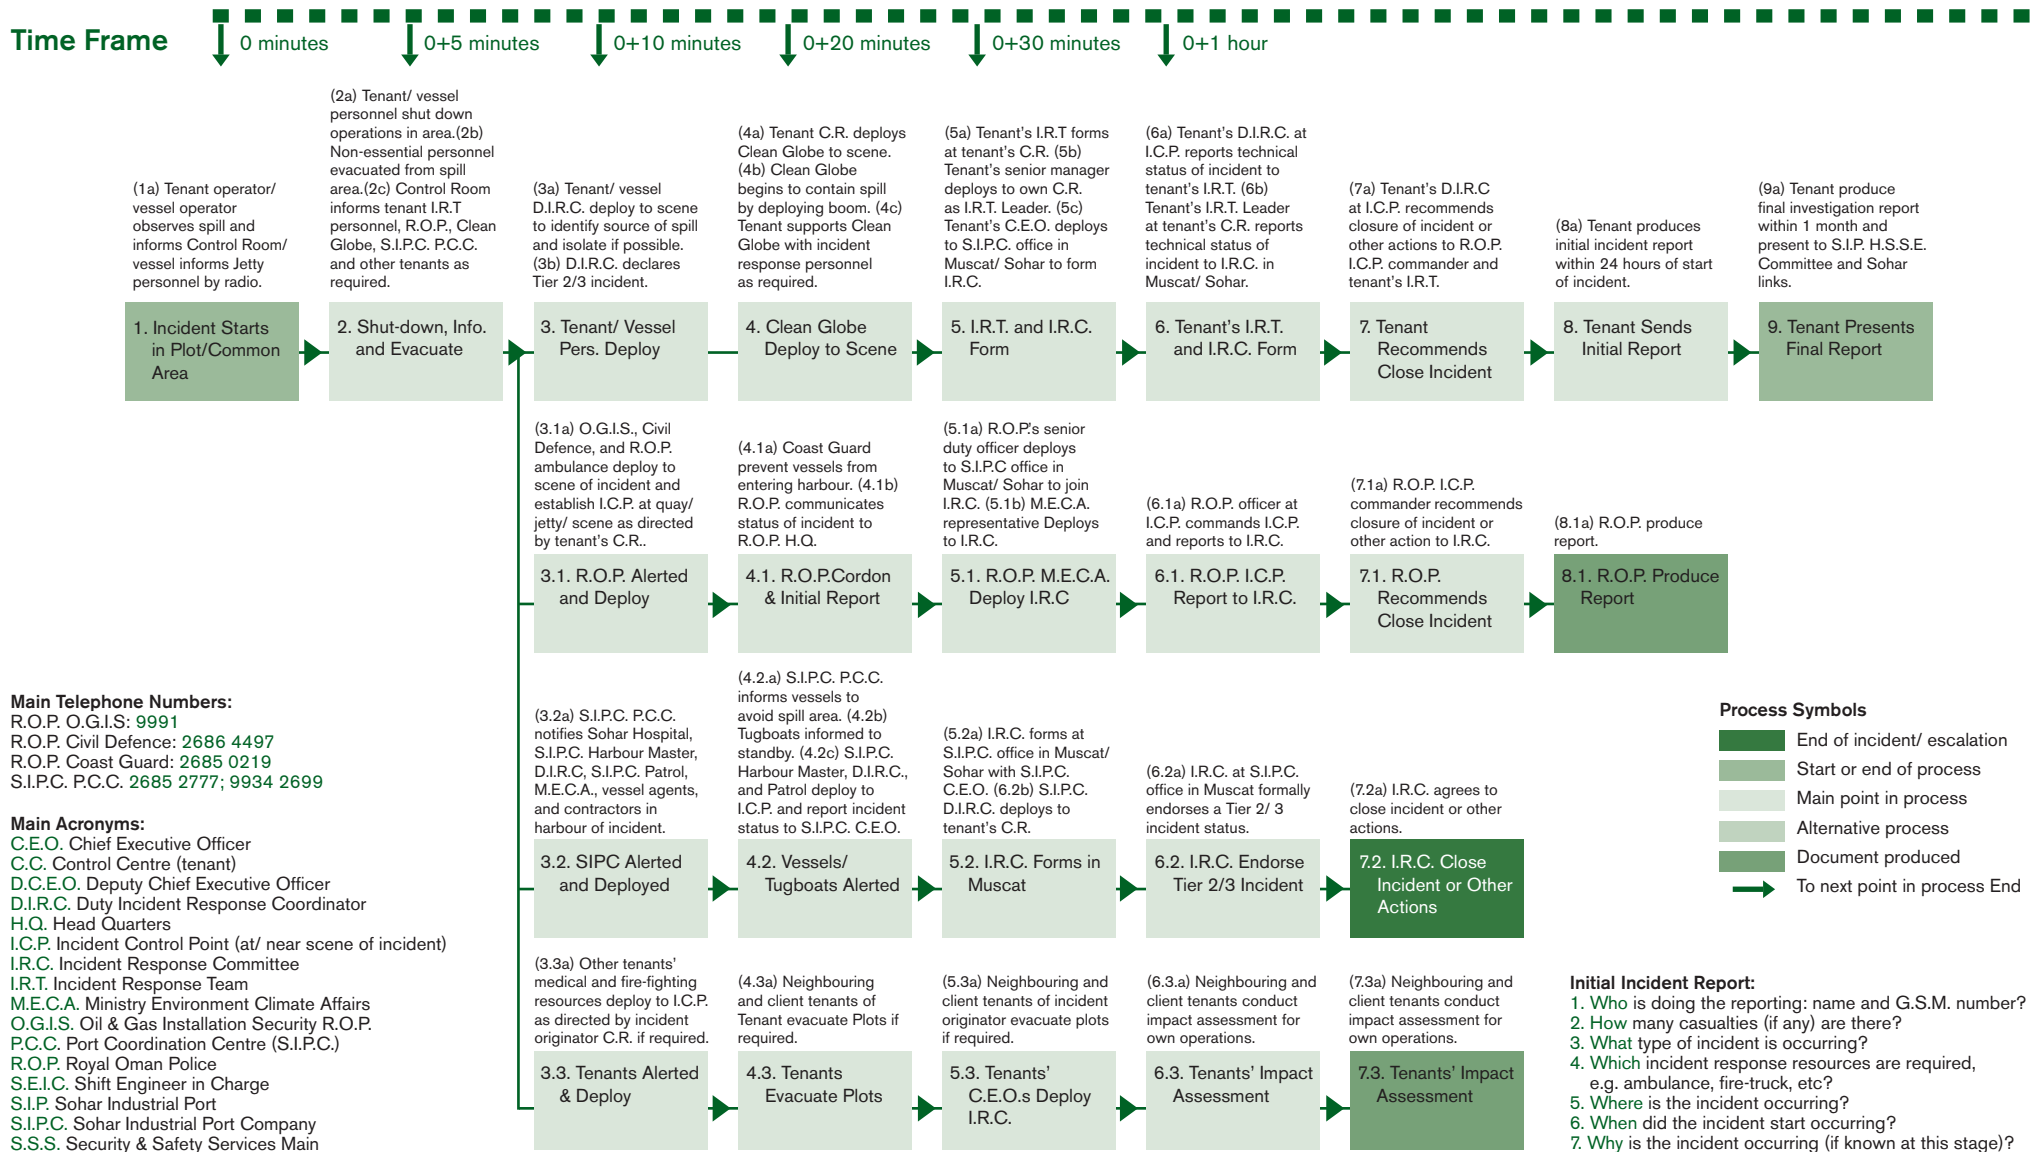 Time Frame
0 minutes
0+5 minutes
0+10 minutes
0+20 minutes
0+30 minutes
0+1 hour
(1a) Tenant operator/
vessel operator
observes spill and
informs Control Room/
vessel informs Jetty
personnel by radio.
(2a) Tenant/ vessel
personnel shut down
operations in area.(2b)
Non-essential personnel
evacuated from spill
area.(2c) Control Room
informs tenant I.R.T
personnel, R.O.P., Clean
Globe, S.I.P.C. P.C.C.
and other tenants as
required.
(3a) Tenant/ vessel
D.I.R.C. deploy to scene
to identify source of spill
and isolate if possible.
(3b) D.I.R.C. declares
Tier 2/3 incident.
(4a) Tenant C.R. deploys
Clean Globe to scene.
(4b) Clean Globe
begins to contain spill
by deploying boom. (4c)
Tenant supports Clean
Globe with incident
response personnel
as required.
(5a) Tenant's I.R.T forms
at tenant's C.R. (5b)
Tenant's senior manager
deploys to own C.R.
as I.R.T. Leader. (5c)
Tenant's C.E.O. deploys
to S.I.P.C. office in
Muscat/ Sohar to form
I.R.C.
(6a) Tenant's D.I.R.C. at
I.C.P. reports technical
status of incident to
tenant's I.R.T. (6b)
Tenant's I.R.T. Leader
at tenant's C.R. reports
technical status of
incident to I.R.C. in
Muscat/ Sohar.
(7a) Tenant's D.I.R.C
at I.C.P. recommends
closure of incident or
other actions to R.O.P.
I.C.P. commander and
tenant's I.R.T.
(8a) Tenant produces
initial incident report
within 24 hours of start
of incident.
(9a) Tenant produce
final investigation report
within 1 month and
present to S.I.P. H.S.S.E.
Committee and Sohar
links.
1. Incident Starts
in Plot/Common
Area
2. Shut-down, Info.
and Evacuate
3. Tenant/ Vessel
Pers. Deploy
4. Clean Globe
Deploy to Scene
5. I.R.T. and I.R.C.
Form
6. Tenant's I.R.T.
and I.R.C. Form
7. Tenant
Recommends
Close Incident
8. Tenant Sends
Initial Report
9. Tenant Presents
Final Report
(3.1a) O.G.I.S., Civil
Defence, and R.O.P.
ambulance deploy to
scene of incident and
establish I.C.P. at quay/
jetty/ scene as directed
by tenant's C.R..
(4.1a) Coast Guard
prevent vessels from
entering harbour. (4.1b)
R.O.P. communicates
status of incident to
R.O.P. H.Q.
(5.1a) R.O.P.'s senior
duty officer deploys
to S.I.P.C office in
Muscat/ Sohar to join
I.R.C. (5.1b) M.E.C.A.
representative Deploys
to I.R.C.
(6.1a) R.O.P. officer at
I.C.P. commands I.C.P.
and reports to I.R.C.
(7.1a) R.O.P. I.C.P.
commander recommends
closure of incident or
other action to I.R.C.
(8.1a) R.O.P. produce
report.
3.1. R.O.P. Alerted
and Deploy
4.1. R.O.P.Cordon
& Initial Report
5.1. R.O.P. M.E.C.A.
Deploy I.R.C
6.1. R.O.P. I.C.P.
Report to I.R.C.
7.1. R.O.P.
Recommends
Close Incident
8.1. R.O.P. Produce
Report
(3.2a) S.I.P.C. P.C.C.
notifies Sohar Hospital,
S.I.P.C. Harbour Master,
D.I.R.C, S.I.P.C. Patrol,
M.E.C.A., vessel agents,
and contractors in
harbour of incident.
(4.2.a) S.I.P.C. P.C.C.
informs vessels to
avoid spill area. (4.2b)
Tugboats informed to
standby. (4.2c) S.I.P.C.
Harbour Master, D.I.R.C.,
and Patrol deploy to
I.C.P. and report incident
status to S.I.P.C. C.E.O.
(5.2a) I.R.C. forms at
S.I.P.C. office in Muscat/
Sohar with S.I.P.C.
C.E.O. (6.2b) S.I.P.C.
D.I.R.C. deploys to
tenant's C.R.
(6.2a) I.R.C. at S.I.P.C.
office in Muscat formally
endorses a Tier 2/ 3
incident status.
(7.2a) I.R.C. agrees to
close incident or other
actions.
3.2. SIPC Alerted
and Deployed
4.2. Vessels/
Tugboats Alerted
5.2. I.R.C. Forms in
Muscat
6.2. I.R.C. Endorse
Tier 2/3 Incident
7.2. I.R.C. Close
Incident or Other
Actions
(3.3a) Other tenants'
medical and fire-fighting
resources deploy to I.C.P.
as directed by incident
originator C.R. if required.
(4.3a) Neighbouring
and client tenants of
Tenant evacuate Plots if
required.
(5.3a) Neighbouring and
client tenants of incident
originator evacuate plots
if required.
(6.3.a) Neighbouring and
client tenants conduct
impact assessment for
own operations.
(7.3a) Neighbouring and
client tenants conduct
impact assessment for
own operations.
3.3. Tenants Alerted
& Deploy
4.3. Tenants
Evacuate Plots
5.3. Tenants'
C.E.O.s Deploy
I.R.C.
6.3. Tenants' Impact
Assessment
7.3. Tenants' Impact
Assessment
Main Telephone Numbers:
R.O.P. O.G.I.S: 9991
R.O.P. Civil Defence: 2686 4497
R.O.P. Coast Guard: 2685 0219
S.I.P.C. P.C.C. 2685 2777; 9934 2699
Main Acronyms:
C.E.O. Chief Executive Officer
C.C. Control Centre (tenant)
D.C.E.O. Deputy Chief Executive Officer
D.I.R.C. Duty Incident Response Coordinator
H.Q. Head Quarters
I.C.P. Incident Control Point (at/ near scene of incident)
I.R.C. Incident Response Committee
I.R.T. Incident Response Team
M.E.C.A. Ministry Environment Climate Affairs
O.G.I.S. Oil & Gas Installation Security R.O.P.
P.C.C. Port Coordination Centre (S.I.P.C.)
R.O.P. Royal Oman Police
S.E.I.C. Shift Engineer in Charge
S.I.P. Sohar Industrial Port
S.I.P.C. Sohar Industrial Port Company
S.S.S. Security & Safety Services Main
Process Symbols
End of incident/ escalation
Start or end of process
Main point in process
Alternative process
Document produced
To next point in process End
Initial Incident Report:
1. Who is doing the reporting: name and G.S.M. number?
2. How many casualties (if any) are there?
3. What type of incident is occurring?
4. Which incident response resources are required,
e.g. ambulance, fire-truck, etc?
5. Where is the incident occurring?
6. When did the incident start occurring?
7. Why is the incident occurring (if known at this stage)?